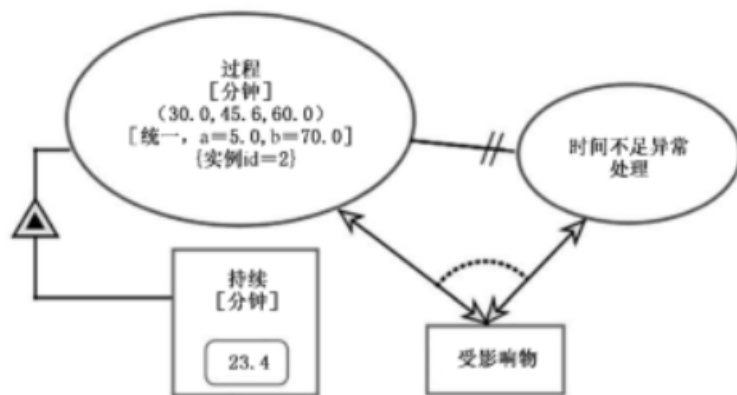 过程
[分钟]
(30.0,45.6,60.0)
[统一，a=5.0,b=70.0]
{实例id=2}
时间不足异常
处理
持续
[分钟]
23.4
受影响物